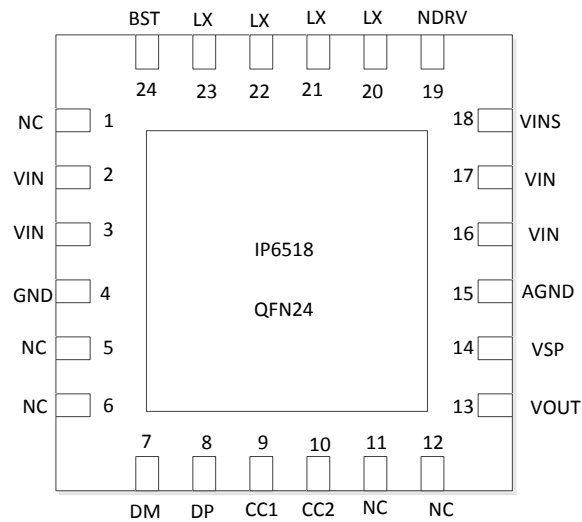 BST LX LX LX LX NDRV
24 23 22 21 20 19
NC 1 18 VINS
VIN 2 17 VIN
VIN 3 16 VIN
IP6518
GND 4 15 AGND
QFN24
NC 5 14 VSP
NC 6 13 VOUT
7 8 9 10 11 12
DM DP CC1 CC2 NC NC